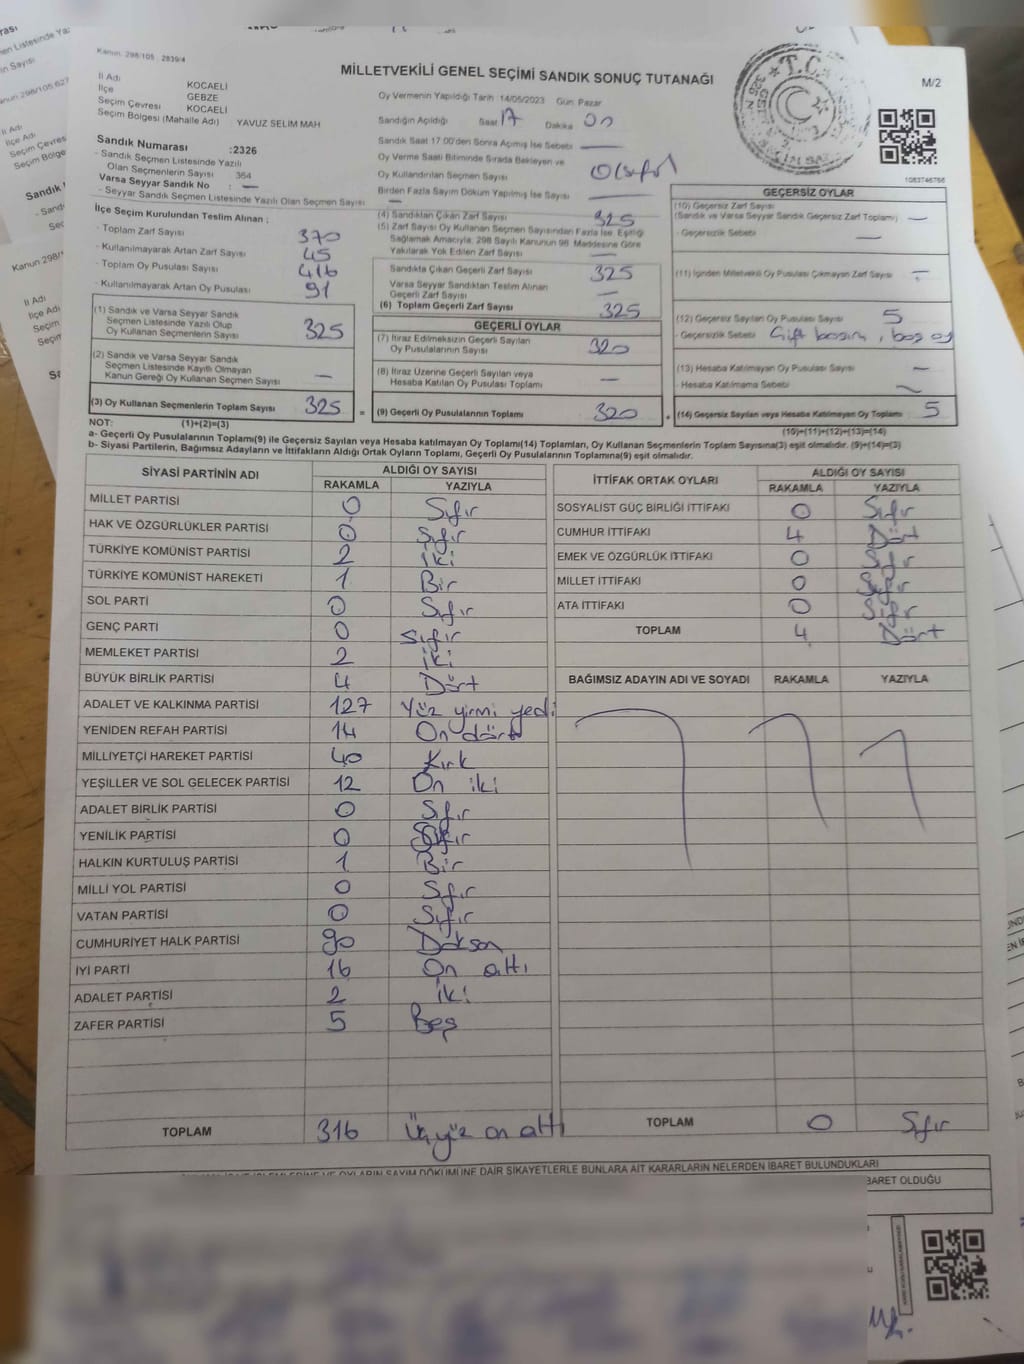 Kanun: 298/105 2839/4
MİLLETVEKİLİ GENEL SEÇİMİ SANDIK SONUÇ TUTANAĞI
M/2
İl Adı KOCAELİ
İlçe GEBZE
Seçim Çevresi KOCAELİ
Seçim Bölgesi (Mahalle Adı) YAVUZ SELİM MAH
Oy Vermenin Yapıldığı Tarih 14/05/2023 Gün: Pazar
Sandığın Açıldığı Saat 17 Dakika On
Sandık Saat 17:00'den Sonra Açımış İse Sebebi —
Oy Verme Saati Bitiminde Sırada Bekleyen ve
Oy Kullandırılan Seçmen Sayısı 0(sıfır)
Birden Fazla Sayım Döküm Yapılmış İse Sayısı —
1083746766
Sandık Numarası :2326
- Sandık Seçmen Listesinde Yazılı
Olan Seçmenlerin Sayısı 364
Varsa Seyyar Sandık No : —
- Seyyar Sandık Seçmen Listesinde Yazılı Olan Seçmen Sayısı —
İlçe Seçim Kurulundan Teslim Alınan ;
- Toplam Zarf Sayısı 370
- Kullanılmayarak Artan Zarf Sayısı 45
- Toplam Oy Pusulası Sayısı 416
- Kullanılmayarak Artan Oy Pusulası 91
(1) Sandık ve Varsa Seyyar Sandık
Seçmen Listesinde Yazılı Olup
Oy Kullanan Seçmenlerin Sayısı 325
(2) Sandık ve Varsa Seyyar Sandık
Seçmen Listesinde Kayıtlı Olmayan
Kanun Gereği Oy Kullanan Seçmen Sayısı —
(3) Oy Kullanan Seçmenlerin Toplam Sayısı 325 =
(4) Sandıktan Çıkan Zarf Sayısı 325
(5) Zarf Sayısı Oy Kullanan Seçmen Sayısından Fazla İse, Eşitliği
Sağlamak Amacıyla, 298 Sayılı Kanunun 98. Maddesine Göre
Yakılarak Yok Edilen Zarf Sayısı —
Sandıkta Çıkan Geçerli Zarf Sayısı 325
Varsa Seyyar Sandıktan Teslim Alınan
Geçerli Zarf Sayısı —
(6) Toplam Geçerli Zarf Sayısı 325
GEÇERLİ OYLAR
(7) İtiraz Edilmeksizin Geçerli Sayılan
Oy Pusulalarının Sayısı 320
(8) İtiraz Üzerine Geçerli Sayılan veya
Hesaba Katılan Oy Pusulası Toplamı —
(9) Geçerli Oy Pusulalarının Toplamı 320
GEÇERSİZ OYLAR
(10) Geçersiz Zarf Sayısı
(Sandık ve Varsa Seyyar Sandık Geçersiz Zarf Toplamı) —
- Geçersizlik Sebebi —
(11) İçinden Milletvekili Oy Pusulası Çıkmayan Zarf Sayısı —
(12) Geçersiz Sayılan Oy Pusulası Sayısı 5
- Geçersizlik Sebebi Çift basım, boş oy
(13) Hesaba Katılmayan Oy Pusulası Sayısı —
- Hesaba Katılmama Sebebi —
(14) Geçersiz Sayılan veya Hesaba Katılmayan Oy Toplamı 5
NOT: (1)+(2)=(3)
(10)+(11)+(12)+(13)=(14)
a- Geçerli Oy Pusulalarının Toplamı(9) ile Geçersiz Sayılan veya Hesaba katılmayan Oy Toplamı(14) Toplamları, Oy Kullanan Seçmenlerin Toplam Sayısına(3) eşit olmalıdır. (9)+(14)=(3)
b- Siyasi Partilerin, Bağımsız Adayların ve İttifakların Aldığı Ortak Oyların Toplamı, Geçerli Oy Pusulalarının Toplamına(9) eşit olmalıdır.
SİYASİ PARTİNİN ADI ALDIĞI OY SAYISI
RAKAMLA YAZIYLA
MİLLET PARTİSİ 0 Sıfır
HAK VE ÖZGÜRLÜKLER PARTİSİ 0 Sıfır
TÜRKİYE KOMÜNİST PARTİSİ 2 İki
TÜRKİYE KOMÜNİST HAREKETİ 1 Bir
SOL PARTİ 0 Sıfır
GENÇ PARTİ 0 Sıfır
MEMLEKET PARTİSİ 2 İki
BÜYÜK BİRLİK PARTİSİ 4 Dört
ADALET VE KALKINMA PARTİSİ 127 Yüz yirmi yedi
YENİDEN REFAH PARTİSİ 14 On dört
MİLLİYETÇİ HAREKET PARTİSİ 40 Kırk
YEŞİLLER VE SOL GELECEK PARTİSİ 12 On iki
ADALET BİRLİK PARTİSİ 0 Sıfır
YENİLİK PARTİSİ 0 Sıfır
HALKIN KURTULUŞ PARTİSİ 1 Bir
MİLLİ YOL PARTİSİ 0 Sıfır
VATAN PARTİSİ 0 Sıfır
CUMHURİYET HALK PARTİSİ 90 Doksan
İYİ PARTİ 16 On altı
ADALET PARTİSİ 2 İki
ZAFER PARTİSİ 5 Beş
TOPLAM 316 Üçyüz on altı
İTTİFAK ORTAK OYLARI ALDIĞI OY SAYISI
RAKAMLA YAZIYLA
SOSYALİST GÜÇ BİRLİĞİ İTTİFAKI 0 Sıfır
CUMHUR İTTİFAKI 4 Dört
EMEK VE ÖZGÜRLÜK İTTİFAKI 0 Sıfır
MİLLET İTTİFAKI 0 Sıfır
ATA İTTİFAKI 0 Sıfır
TOPLAM 4 Dört
BAĞIMSIZ ADAYIN ADI VE SOYADI RAKAMLA YAZIYLA
TOPLAM 0 Sıfır
OYLARIN SAYIM DÖKÜMÜNE DAİR ŞİKAYETLERLE BUNLARA AİT KARARLARIN NELERDEN İBARET BULUNDUKLARI
BARET OLDUĞU